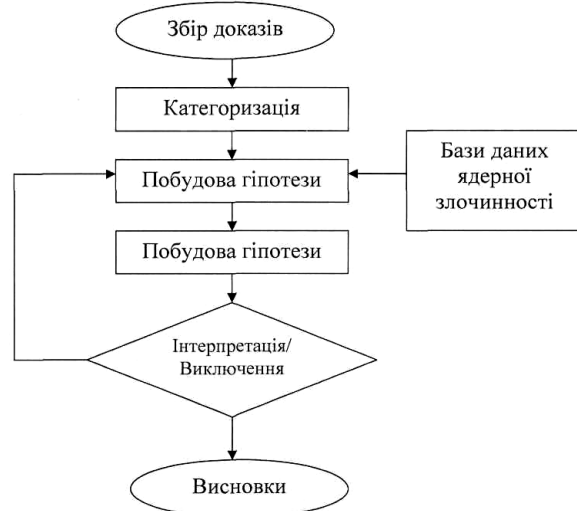 Збір доказів
Категоризація
Побудова гіпотези
Бази даних
ядерної
злочинності
Побудова гіпотези
Інтерпретація/
Виключення
Висновки